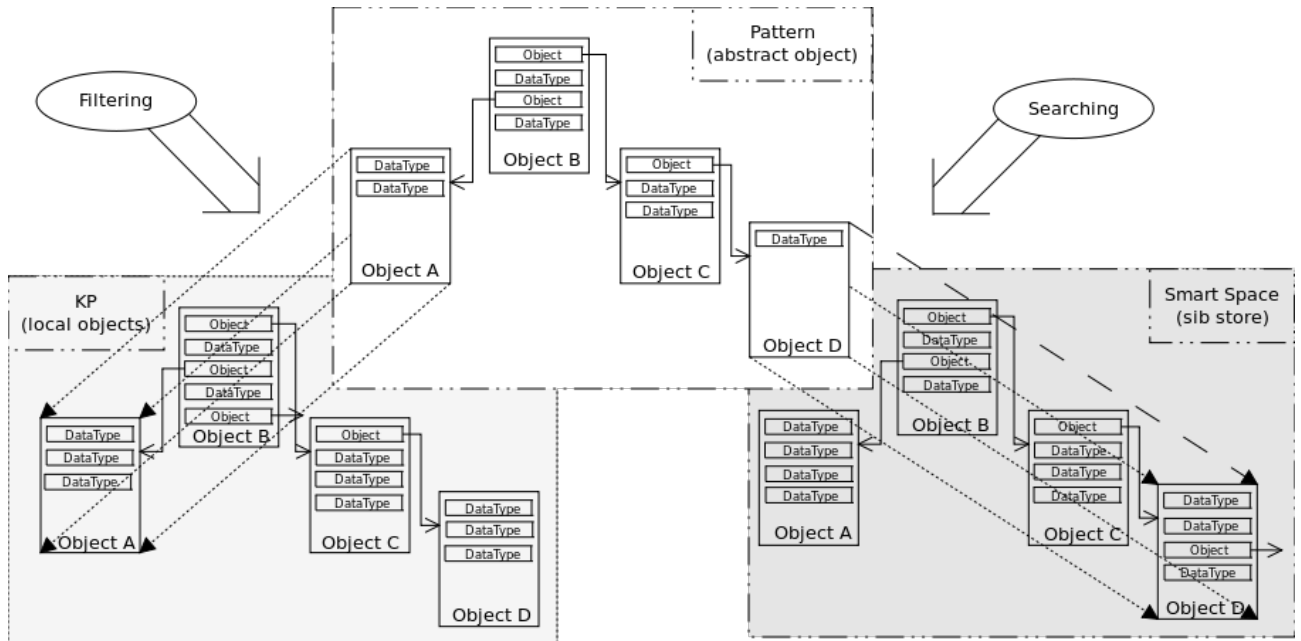 Pattern
(abstract object)
Filtering
Searching
Object
DataType
Object
DataType
Object B
DataType
DataType
Object A
Object
DataType
DataType
Object C
DataType
Object D
KP
(local objects)
Object
DataType
Object
DataType
Object
Object B
DataType
DataType
DataType
Object A
Object
DataType
DataType
DataType
Object C
DataType
DataType
DataType
Object D
Smart Space
(sib store)
Object
DataType
Object
DataType
Object B
DataType
DataType
DataType
DataType
Object A
Object
DataType
DataType
DataType
Object C
DataType
DataType
Object
DataType
Object D